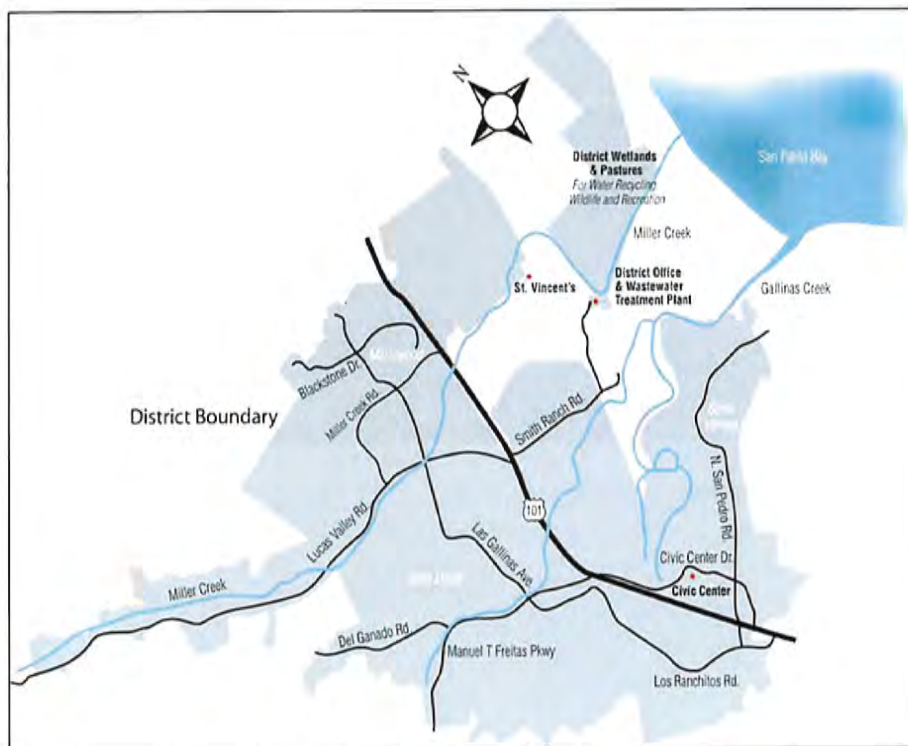 N
District Wetlands
& Pastures
For Water Recycling
Wildlife and Recreation
San Pablo Bay
Miller Creek
St. Vincent's
District Office
& Wastewater
Treatment Plant
Gallinas Creek
Blackstone Dr.
Miller Creek Rd.
District Boundary
Smith Ranch Rd.
Lucas Valley Rd.
101
N. San Pedro Rd.
Las Gallinas Ave.
Civic Center Dr.
Civic Center
Miller Creek
Del Ganado Rd.
Manuel T Freitas Pkwy
Los Ranchitos Rd.